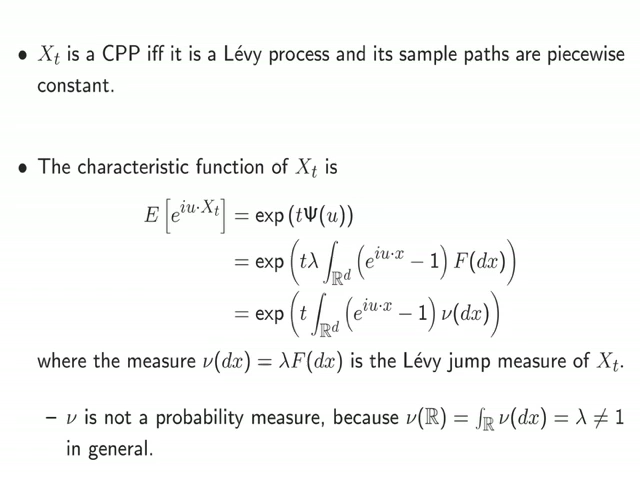 • X_t is a CPP iff it is a Lévy process and its sample paths are piecewise
constant.
• The characteristic function of X_t is
E[e^{iu·X_t}] = exp(tΨ(u))
= exp(tλ∫_{ℝ^d}(e^{iu·x} − 1)F(dx))
= exp(t∫_{ℝ^d}(e^{iu·x} − 1)ν(dx))
where the measure ν(dx) = λF(dx) is the Lévy jump measure of X_t.
– ν is not a probability measure, because ν(ℝ) = ∫_ℝ ν(dx) = λ ≠ 1
in general.